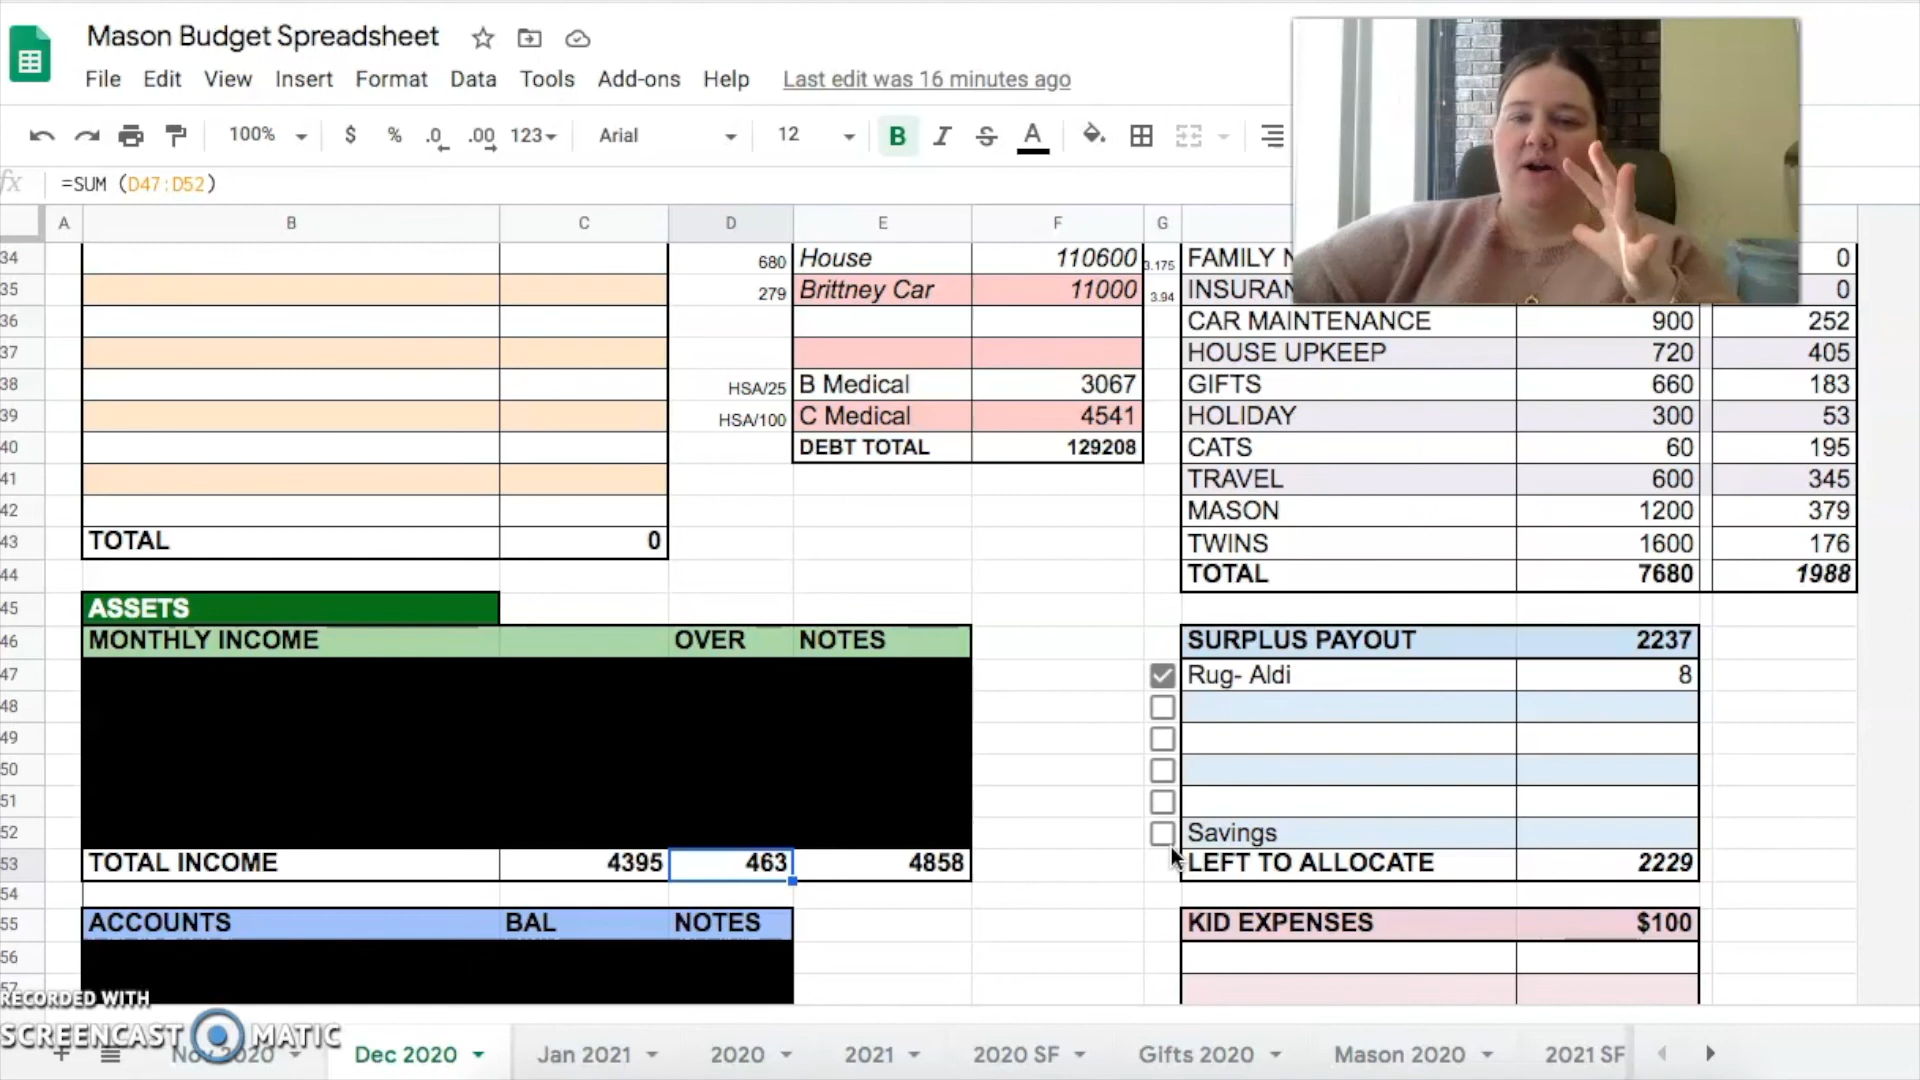 Mason Budget Spreadsheet
File Edit View Insert Format Data Tools Add-ons Help Last edit was 16 minutes ago
100% $ % .0 .00 123 Arial 12 B I S A
fx =SUM (D47:D52)
A B C D E F G
34 680 House 110600 3.175 FAMILY 0
35 279 Brittney Car 11000 3.94 INSURAN 0
36 CAR MAINTENANCE 900 252
37 HOUSE UPKEEP 720 405
38 HSA/25 B Medical 3067 GIFTS 660 183
39 HSA/100 C Medical 4541 HOLIDAY 300 53
40 DEBT TOTAL 129208 CATS 60 195
41 TRAVEL 600 345
42 MASON 1200 379
43 TOTAL 0 TWINS 1600 176
44 TOTAL 7680 1988
45 ASSETS
46 MONTHLY INCOME OVER NOTES SURPLUS PAYOUT 2237
47 Rug- Aldi 8
48
49
50
51
52 Savings
53 TOTAL INCOME 4395 463 4858 LEFT TO ALLOCATE 2229
54
55 ACCOUNTS BAL NOTES KID EXPENSES $100
56
57
RECORDED WITH
SCREENCAST MATIC
Nov 2020 Dec 2020 Jan 2021 2020 2021 2020 SF Gifts 2020 Mason 2020 2021 SF